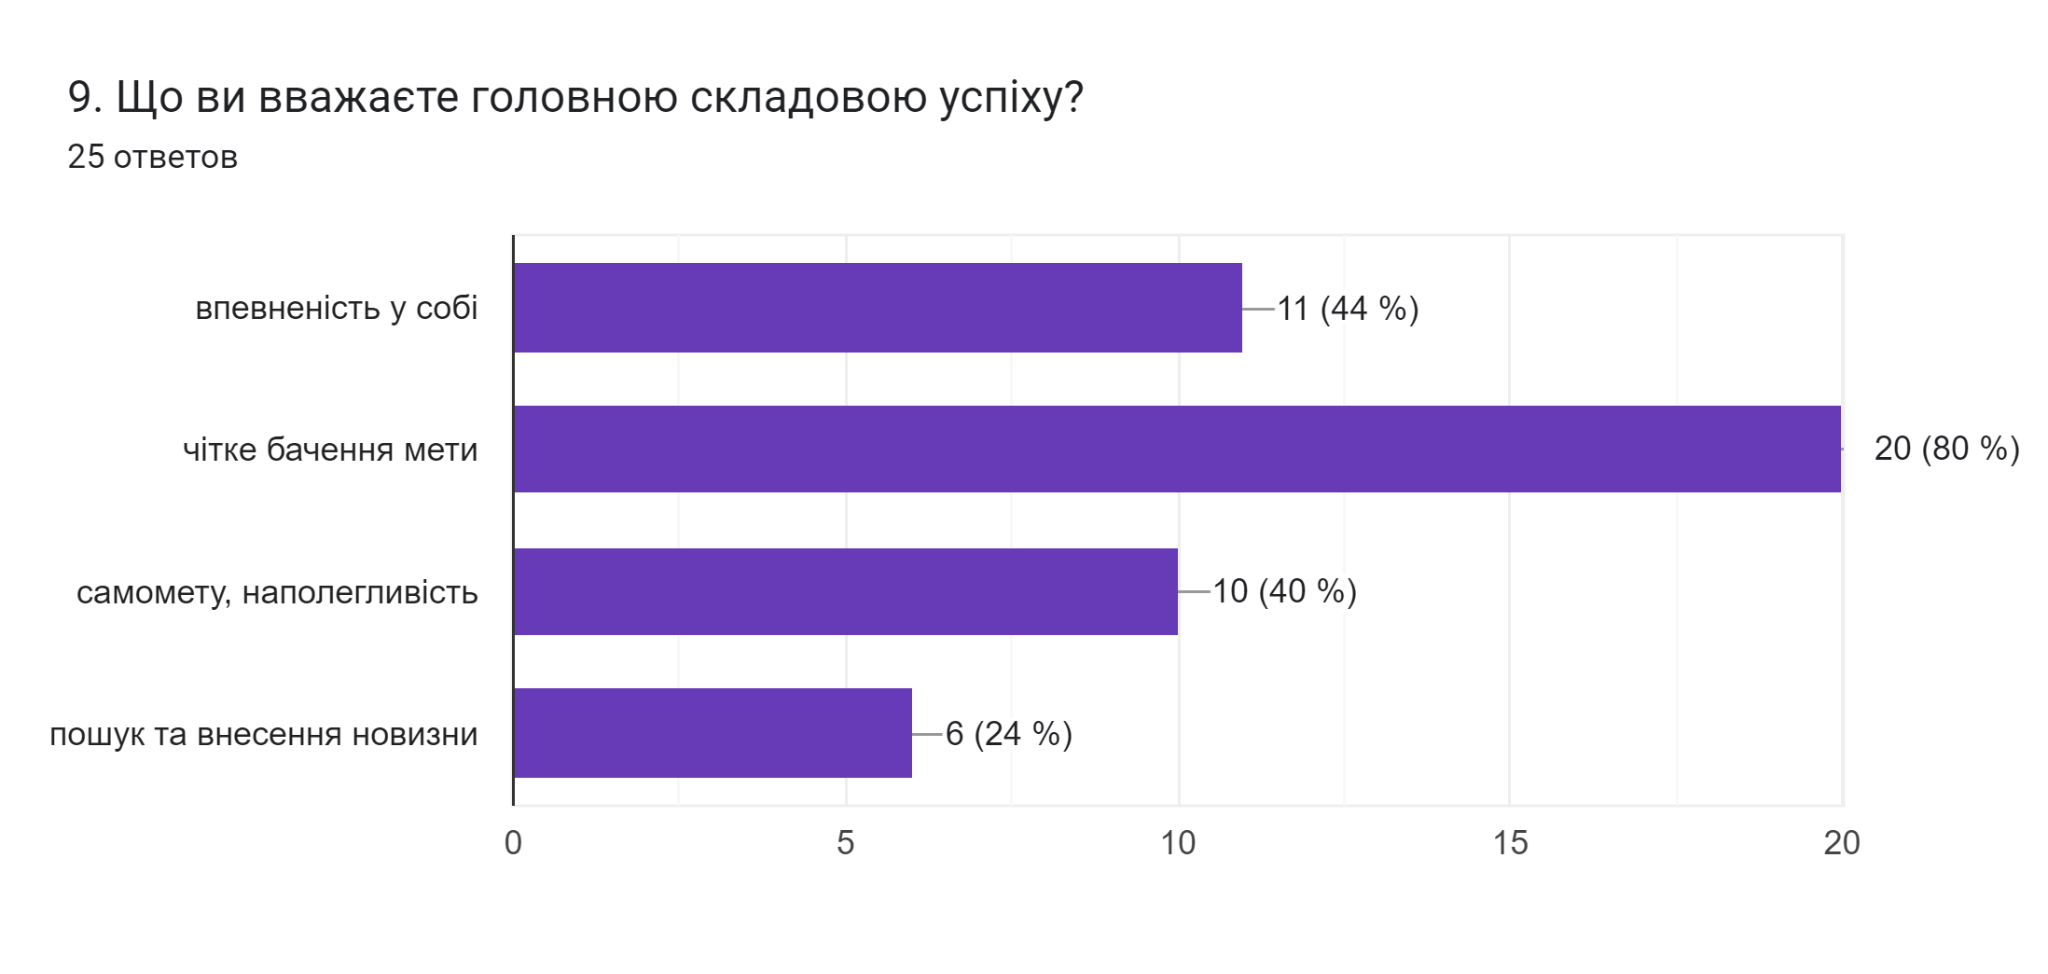 9. Що ви вважаєте головною складовою успіху?
25 ответов
впевненість у собі
11 (44 %)
чітке бачення мети
20 (80 %)
самомету, наполегливість
10 (40 %)
пошук та внесення новизни
6 (24 %)
0 5 10 15 20